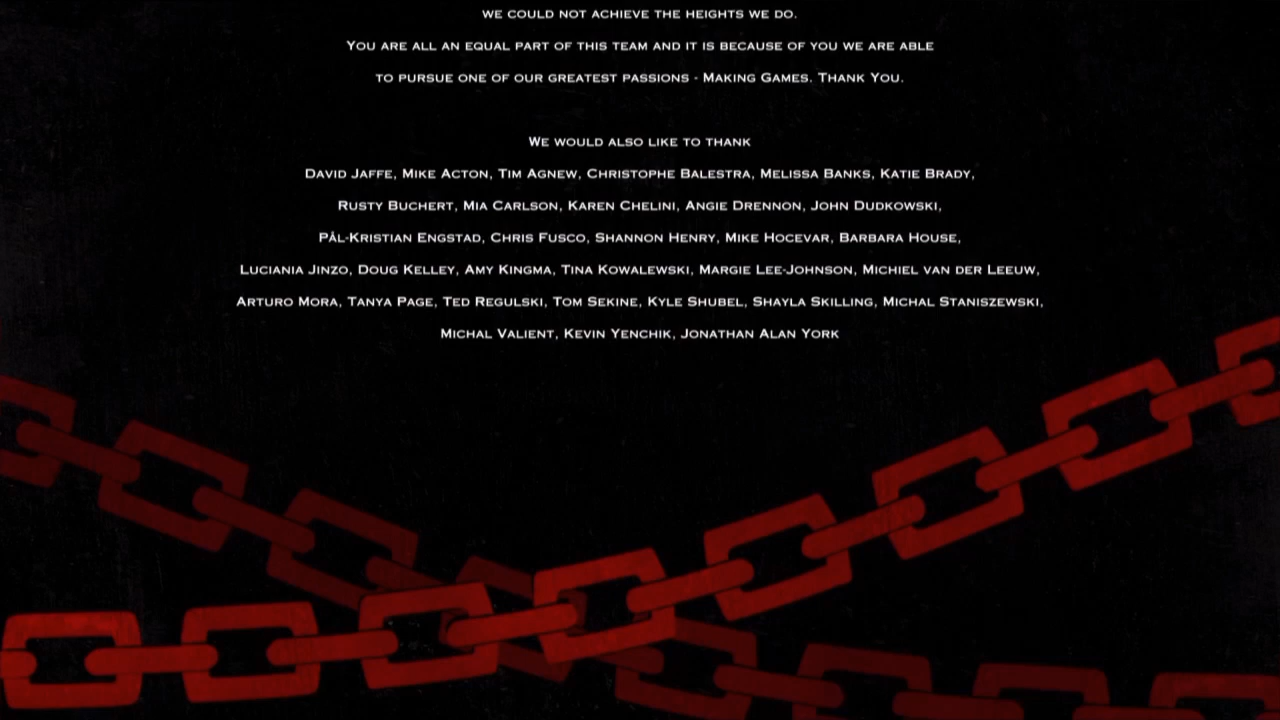 WE COULD NOT ACHIEVE THE HEIGHTS WE DO.
YOU ARE ALL AN EQUAL PART OF THIS TEAM AND IT IS BECAUSE OF YOU WE ARE ABLE
TO PURSUE ONE OF OUR GREATEST PASSIONS - MAKING GAMES. THANK YOU.
WE WOULD ALSO LIKE TO THANK
DAVID JAFFE, MIKE ACTON, TIM AGNEW, CHRISTOPHE BALESTRA, MELISSA BANKS, KATIE BRADY,
RUSTY BUCHERT, MIA CARLSON, KAREN CHELINI, ANGIE DRENNON, JOHN DUDKOWSKI,
PÅL-KRISTIAN ENGSTAD, CHRIS FUSCO, SHANNON HENRY, MIKE HOCEVAR, BARBARA HOUSE,
LUCIANIA JINZO, DOUG KELLEY, AMY KINGMA, TINA KOWALEWSKI, MARGIE LEE-JOHNSON, MICHIEL VAN DER LEEUW,
ARTURO MORA, TANYA PAGE, TED REGULSKI, TOM SEKINE, KYLE SHUBEL, SHAYLA SKILLING, MICHAL STANISZEWSKI,
MICHAL VALIENT, KEVIN YENCHIK, JONATHAN ALAN YORK